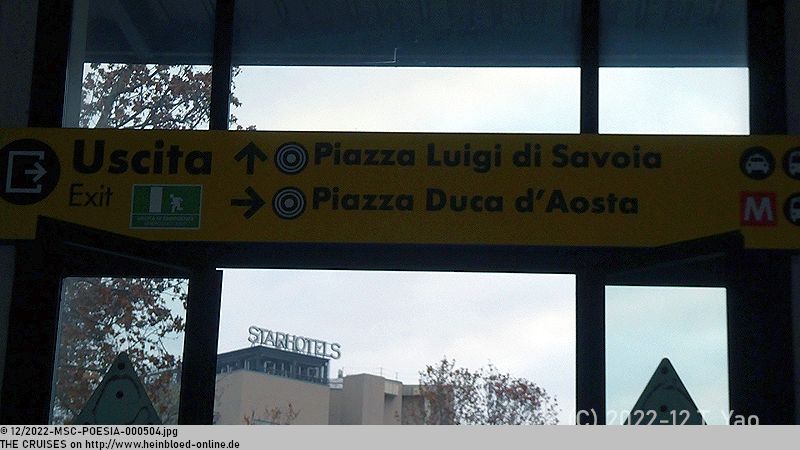 Uscita
Exit
Piazza Luigi di Savoia
Piazza Duca d'Aosta
M
STARHOTELS
(C) 2022-12 T. Yao
© 12/2022-MSC-POESIA-000504.jpg
THE CRUISES on http://www.heinbloed-online.de